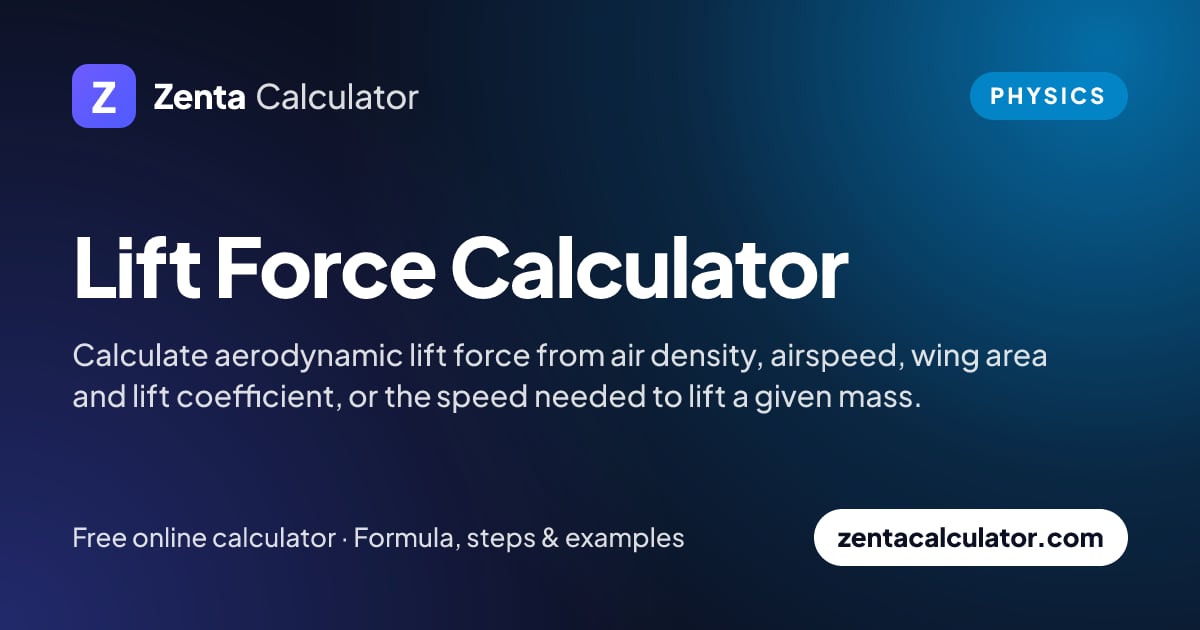 Z Zenta Calculator
PHYSICS
Lift Force Calculator
Calculate aerodynamic lift force from air density, airspeed, wing area
and lift coefficient, or the speed needed to lift a given mass.
Free online calculator · Formula, steps & examples
zentacalculator.com